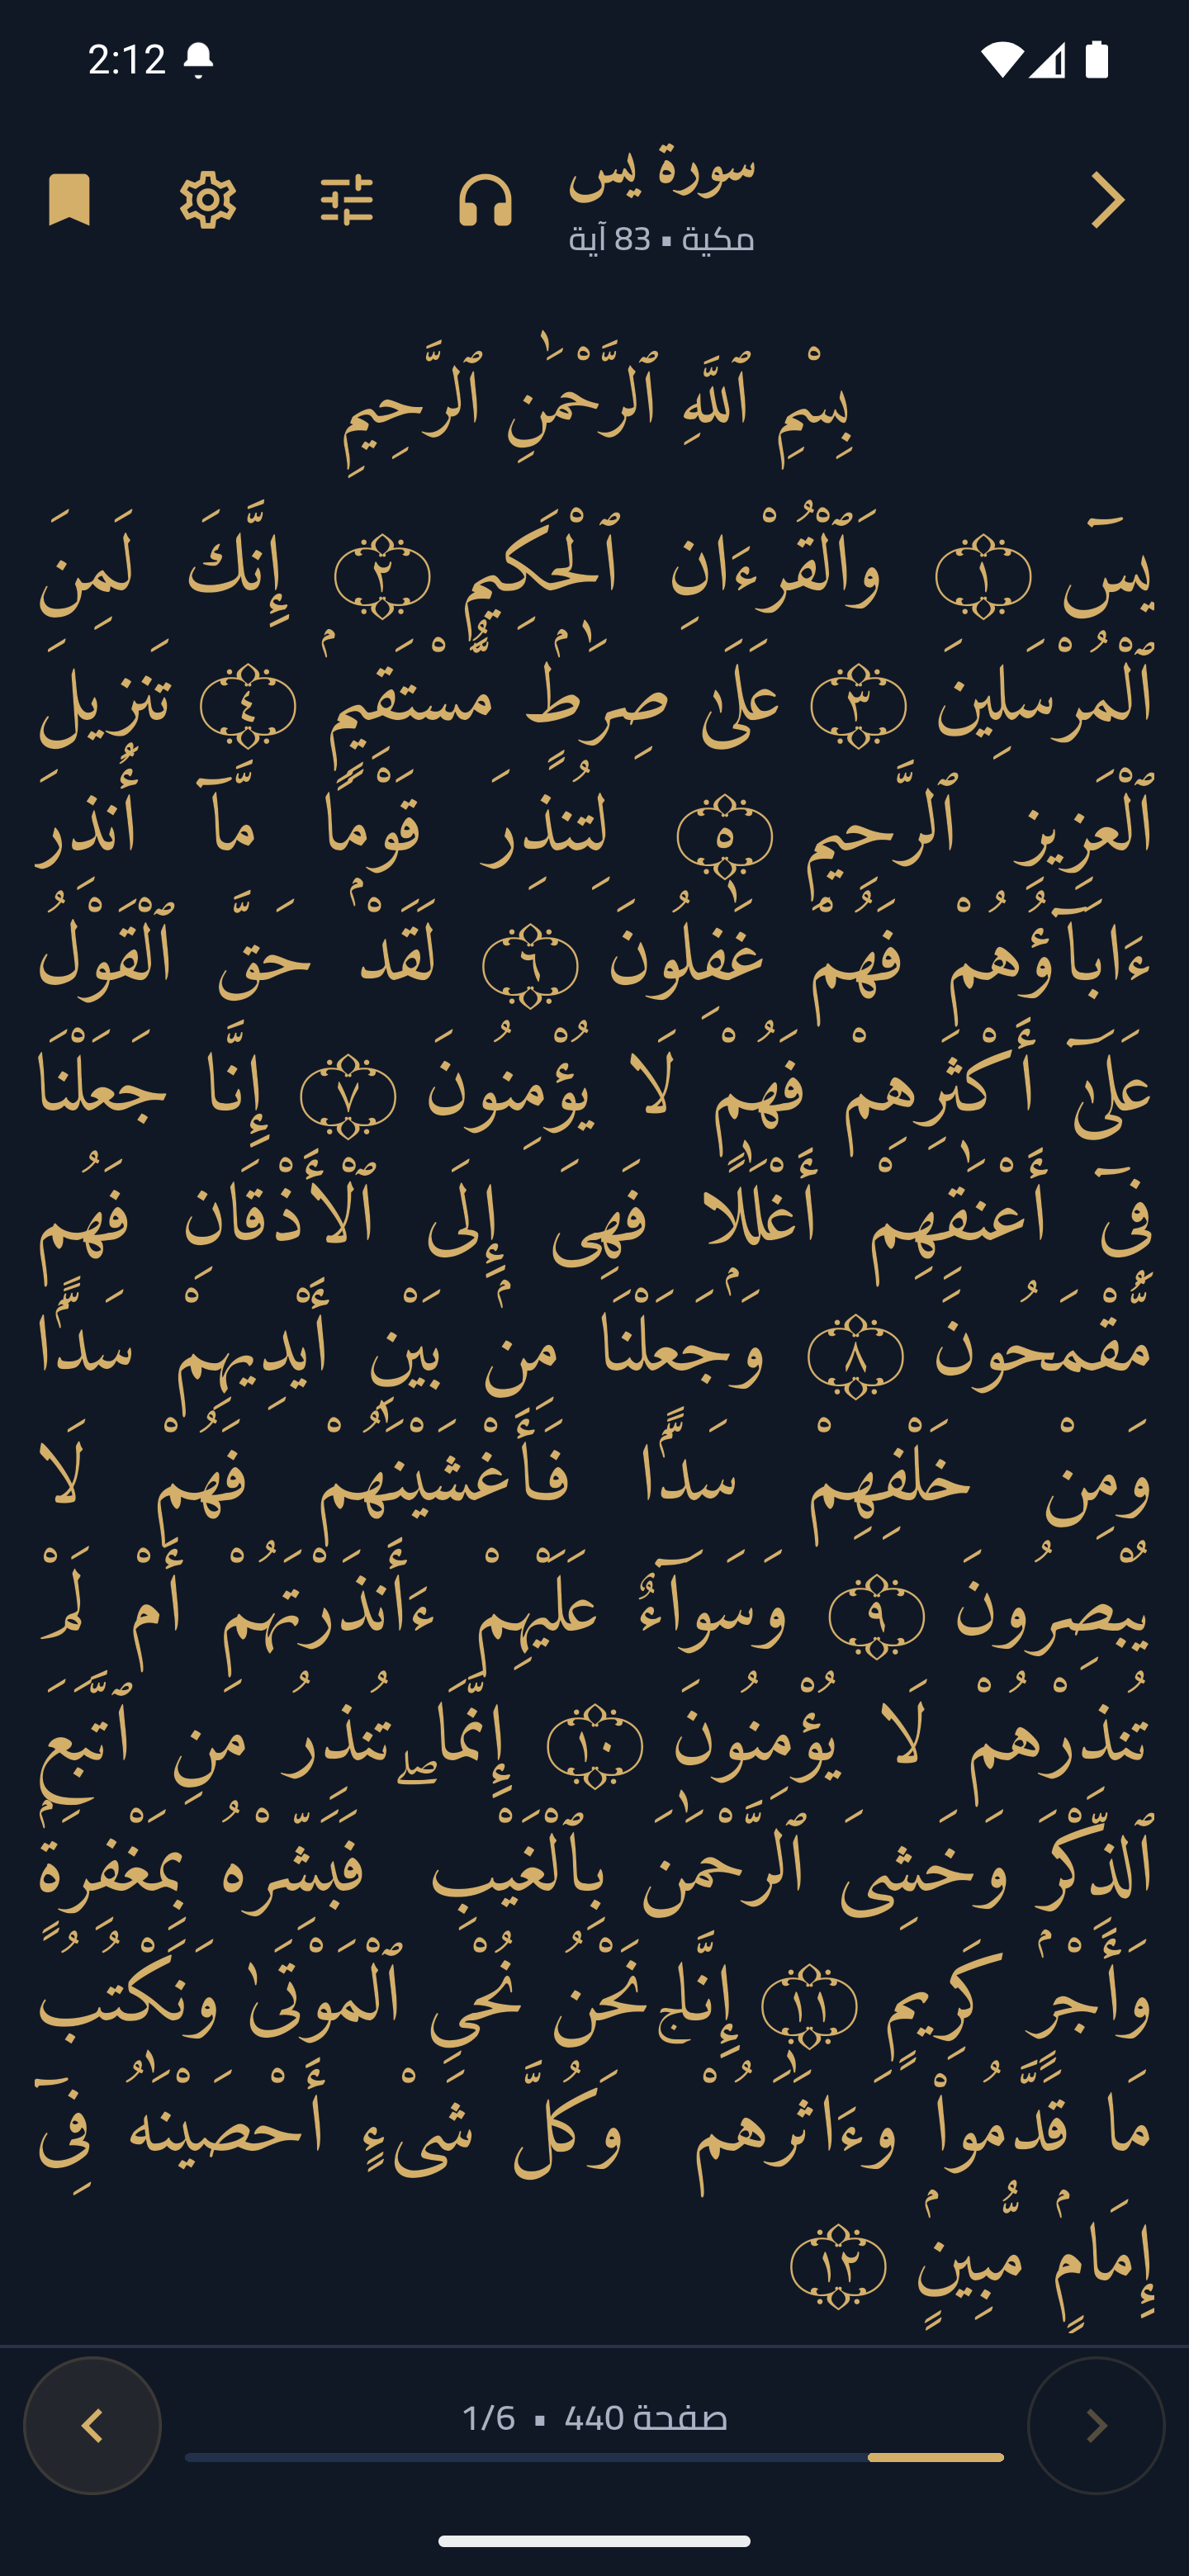 2:12
سورة يس
مكية • 83 آية
بِسْمِ ٱللَّهِ ٱلرَّحْمَٰنِ ٱلرَّحِيمِ
يسٓ ١ وَٱلْقُرْءَانِ ٱلْحَكِيمِ ٢ إِنَّكَ لَمِنَ
ٱلْمُرْسَلِينَ ٣ عَلَىٰ صِرَٰطٍۢ مُّسْتَقِيمٍۢ ٤ تَنزِيلَ
ٱلْعَزِيزِ ٱلرَّحِيمِ ٥ لِتُنذِرَ قَوْمًۭا مَّآ أُنذِرَ
ءَابَآؤُهُمْ فَهُمْ غَٰفِلُونَ ٦ لَقَدْ حَقَّ ٱلْقَوْلُ
عَلَىٰٓ أَكْثَرِهِمْ فَهُمْ لَا يُؤْمِنُونَ ٧ إِنَّا جَعَلْنَا
فِىٓ أَعْنَٰقِهِمْ أَغْلَٰلًۭا فَهِىَ إِلَى ٱلْأَذْقَانِ فَهُم
مُّقْمَحُونَ ٨ وَجَعَلْنَا مِنۢ بَيْنِ أَيْدِيهِمْ سَدًّۭا
وَمِنْ خَلْفِهِمْ سَدًّۭا فَأَغْشَيْنَٰهُمْ فَهُمْ لَا
يُبْصِرُونَ ٩ وَسَوَآءٌ عَلَيْهِمْ ءَأَنذَرْتَهُمْ أَمْ لَمْ
تُنذِرْهُمْ لَا يُؤْمِنُونَ ١٠ إِنَّمَا تُنذِرُ مَنِ ٱتَّبَعَ
ٱلذِّكْرَ وَخَشِىَ ٱلرَّحْمَٰنَ بِٱلْغَيْبِ ۖ فَبَشِّرْهُ بِمَغْفِرَةٍۢ
وَأَجْرٍۢ كَرِيمٍ ١١ إِنَّا نَحْنُ نُحْىِ ٱلْمَوْتَىٰ وَنَكْتُبُ
مَا قَدَّمُوا۟ وَءَاثَٰرَهُمْ ۚ وَكُلَّ شَىْءٍ أَحْصَيْنَٰهُ فِىٓ
إِمَامٍۢ مُّبِينٍۢ ١٢
صفحة 440 • 1/6